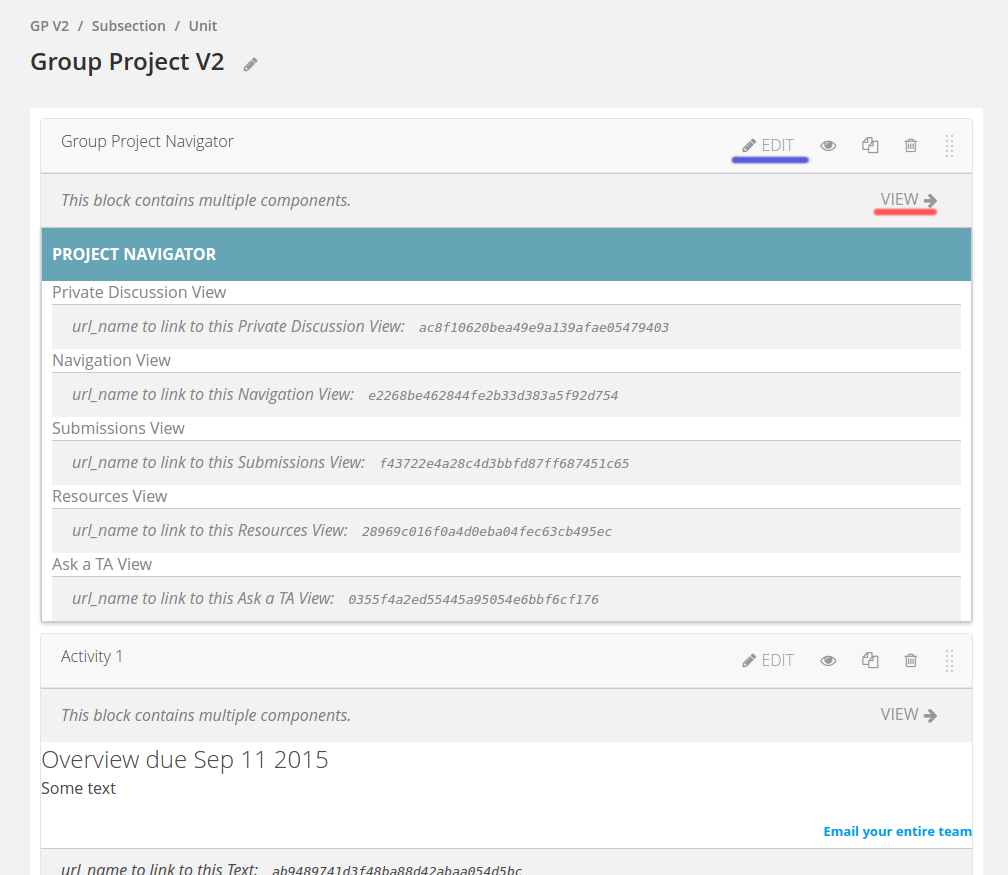 GP V2 / Subsection / Unit
Group Project V2
Group Project Navigator EDIT
This block contains multiple components. VIEW
PROJECT NAVIGATOR
Private Discussion View
url_name to link to this Private Discussion View: ac8f10620bea49e9a139afae05479403
Navigation View
url_name to link to this Navigation View: e2268be462844fe2b33d383a5f92d754
Submissions View
url_name to link to this Submissions View: f43722e4a28c4d3bbfd87ff687451c65
Resources View
url_name to link to this Resources View: 28969c016f0a4d0eba04fec63cb495ec
Ask a TA View
url_name to link to this Ask a TA View: 0355f4a2ed55445a95054e6bbf6cf176
Activity 1 EDIT
This block contains multiple components. VIEW
Overview due Sep 11 2015
Some text
Email your entire team
url_name to link to this Text: ab9489741d3f48ba88d42abaa054d5bc